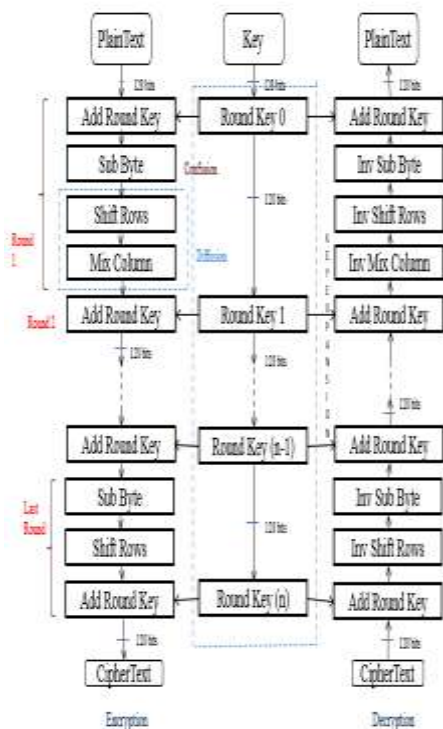 PlainText
Key
PlainText
128 bits
128 bits
128 bits
Add Round Key
Round Key 0
Add Round Key
Sub Byte
Confusion
Inv Sub Byte
Shift Rows
128 bits
Inv Shift Rows
Round
1
Mix Column
Diffusion
Inv Mix Column
Round 2
Add Round Key
Round Key 1
Add Round Key
128 bits
128 bits
128 bits
Add Round Key
Round Key (n-1)
Add Round Key
Last
Round
Sub Byte
Inv Sub Byte
Shift Rows
128 bits
Inv Shift Rows
Add Round Key
Round Key (n)
Add Round Key
128 bits
128 bits
CipherText
CipherText
Encryption
Decryption